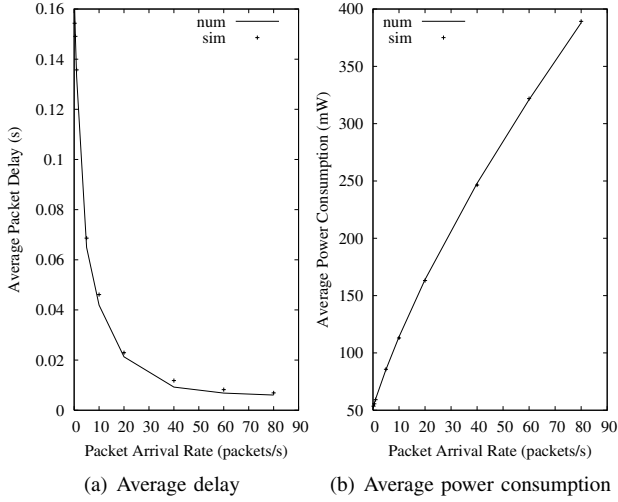 0.16
0.14
0.12
0.1
0.08
0.06
0.04
0.02
0
Average Packet Delay (s)
num
sim
0 10 20 30 40 50 60 70 80 90
Packet Arrival Rate (packets/s)
(a) Average delay
400
350
300
250
200
150
100
50
Average Power Consumption (mW)
num
sim
0 10 20 30 40 50 60 70 80 90
Packet Arrival Rate (packets/s)
(b) Average power consumption